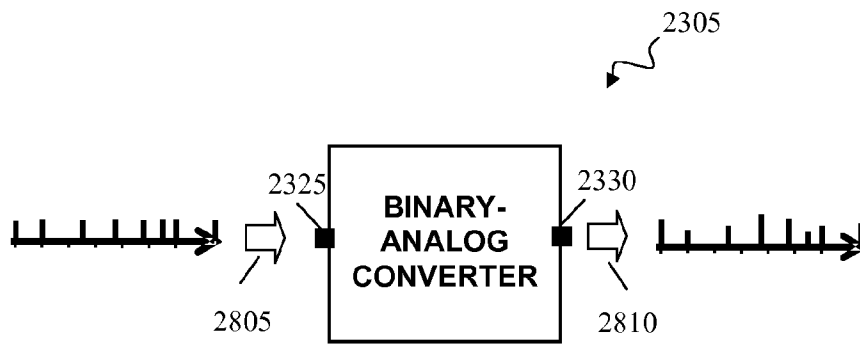 2305
2325
2330
BINARY-
ANALOG
CONVERTER
2805
2810